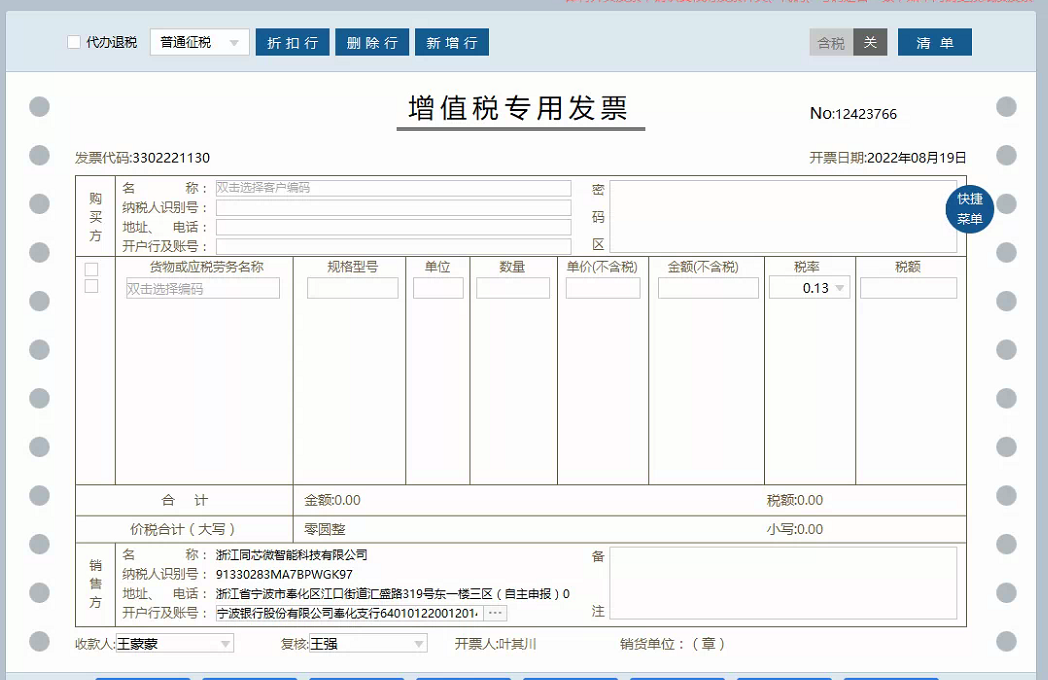 代办退税 普通征税 折扣行 删除行 新增行 含税 关 清单
增值税专用发票
No:12423766
发票代码:3302221130 开票日期:2022年08月19日
购买方
名 称： 双击选择客户编码
纳税人识别号：
地址、 电话：
开户行及账号：
密码区
快捷
菜单
货物或应税劳务名称 规格型号 单位 数量 单价(不含税) 金额(不含税) 税率 税额
双击选择编码 0.13
合 计 金额:0.00 税额:0.00
价税合计（大写） 零圆整 小写:0.00
销售方
名 称： 浙江同芯微智能科技有限公司
纳税人识别号： 91330283MA7BPWGK97
地址、 电话： 浙江省宁波市奉化区江口街道汇盛路319号东一楼三区（自主申报）0
开户行及账号： 宁波银行股份有限公司奉化支行64010122001201 ···
备注
收款人:王蒙蒙 复核:王强 开票人:叶其川 销货单位：（章）